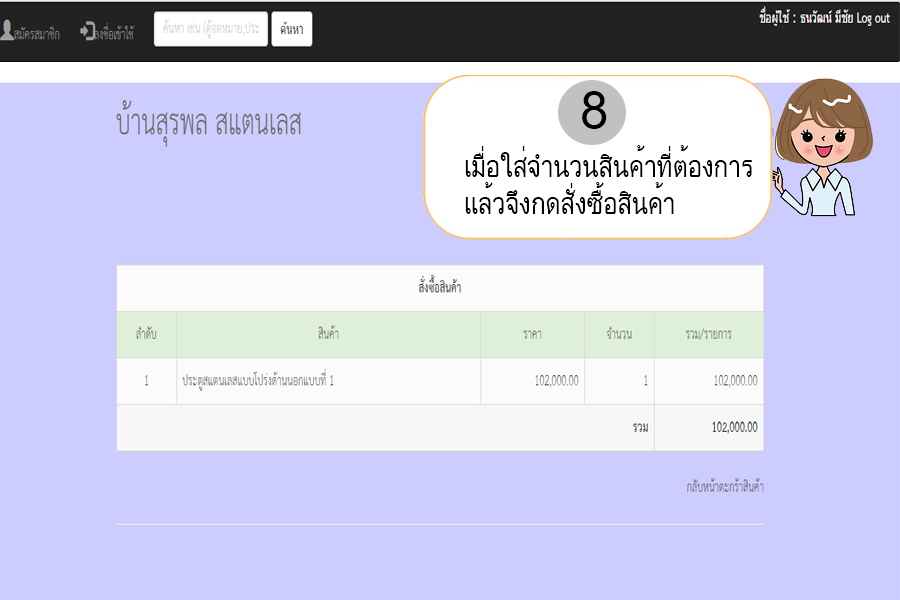 สมัครสมาชิก ลงชื่อเข้าใช้ ค้นหา เช่น (ตู้จดหมาย,ประ ค้นหา ชื่อผู้ใช้ : ธนวัฒน์ มีชัย Log out
บ้านสุรพล สแตนเลส
8
เมื่อใส่จำนวนสินค้าที่ต้องการ
แล้วจึงกดสั่งซื้อสินค้า
สั่งซื้อสินค้า
ลำดับ สินค้า ราคา จำนวน รวม/รายการ
1 ประตูสแตนเลสแบบโปร่งด้านนอกแบบที่ 1 102,000.00 1 102,000.00
รวม 102,000.00
กลับหน้าตะกร้าสินค้า